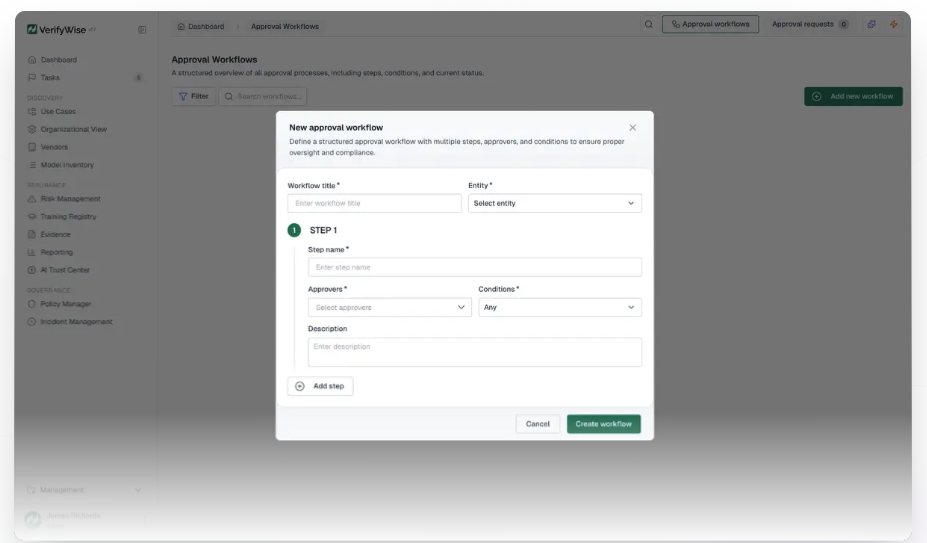 VerifyWise
Dashboard
Approval Workflows
Approval workflows
Approval requests 0
Dashboard
Tasks
DISCOVERY
Use Cases
Organizational View
Vendors
Model Inventory
ASSURANCE
Risk Management
Training Registry
Evidence
Reporting
AI Trust Center
GOVERNANCE
Policy Manager
Incident Management
Management
Approval Workflows
A structured overview of all approval processes, including steps, conditions, and current status.
Filter
Search workflows...
Add new workflow
New approval workflow
Define a structured approval workflow with multiple steps, approvers, and conditions to ensure proper
oversight and compliance.
Workflow title *
Entity *
Enter workflow title
Select entity
1 STEP 1
Step name *
Enter step name
Approvers *
Conditions *
Select approvers
Any
Description
Enter description
Add step
Cancel
Create workflow